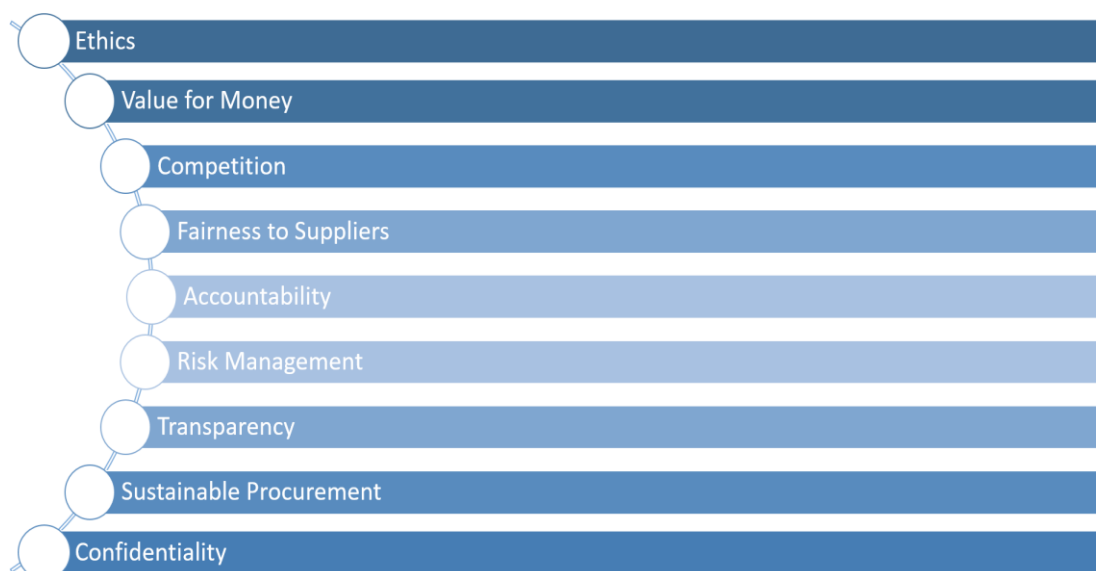 Ethics
Value for Money
Competition
Fairness to Suppliers
Accountability
Risk Management
Transparency
Sustainable Procurement
Confidentiality